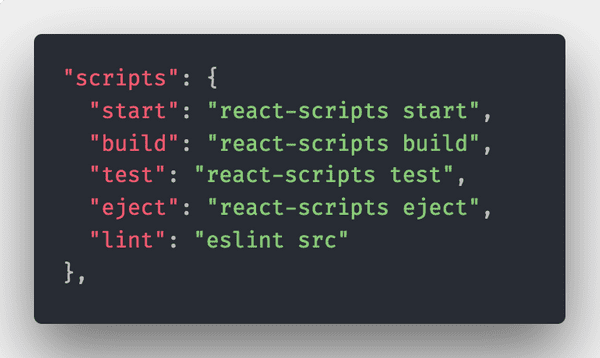 "scripts": {
"start": "react-scripts start",
"build": "react-scripts build",
"test": "react-scripts test",
"eject": "react-scripts eject",
"lint": "eslint src"
},